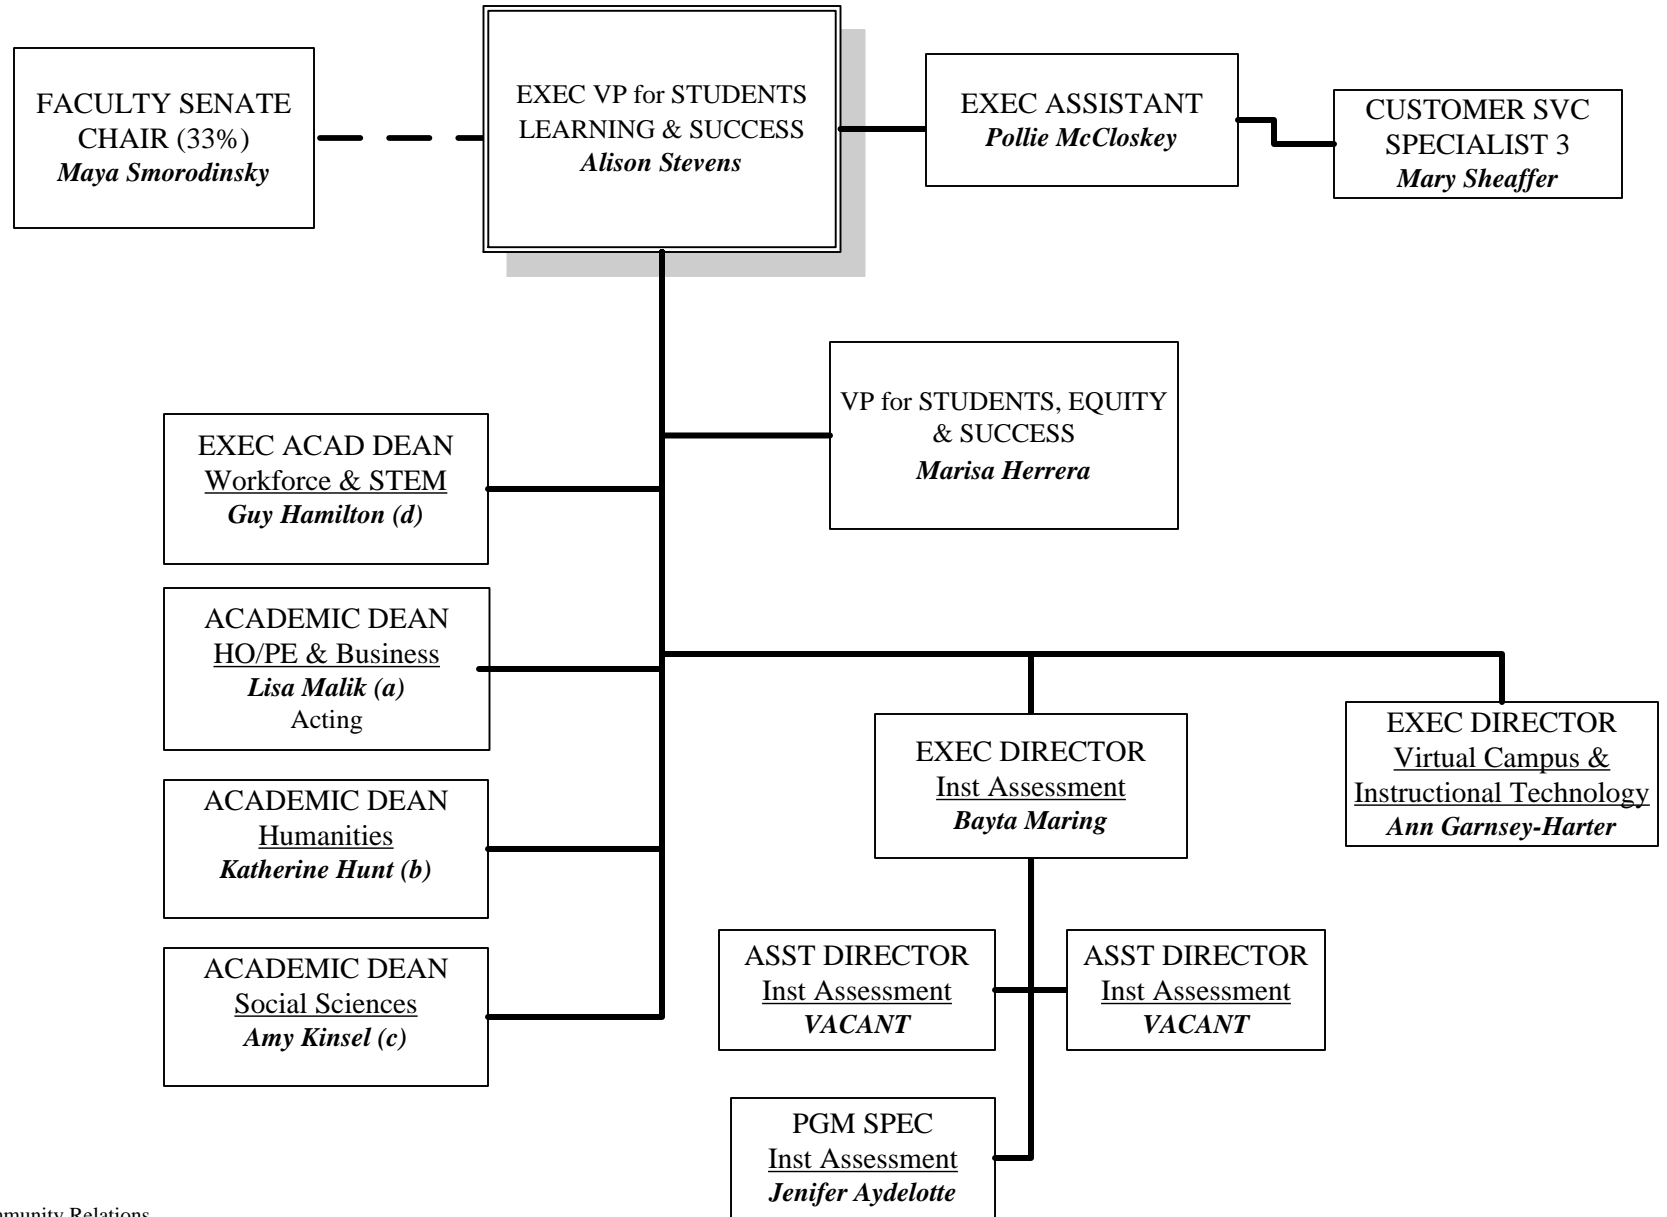 FACULTY SENATE
CHAIR (33%)
Maya Smorodinsky
EXEC VP for STUDENTS
LEARNING & SUCCESS
Alison Stevens
EXEC ASSISTANT
Pollie McCloskey
CUSTOMER SVC
SPECIALIST 3
Mary Sheaffer
VP for STUDENTS, EQUITY
& SUCCESS
Marisa Herrera
EXEC ACAD DEAN
Workforce & STEM
Guy Hamilton (d)
ACADEMIC DEAN
HO/PE & Business
Lisa Malik (a)
Acting
ACADEMIC DEAN
Humanities
Katherine Hunt (b)
ACADEMIC DEAN
Social Sciences
Amy Kinsel (c)
EXEC DIRECTOR
Inst Assessment
Bayta Maring
EXEC DIRECTOR
Virtual Campus &
Instructional Technology
Ann Garnsey-Harter
ASST DIRECTOR
Inst Assessment
VACANT
ASST DIRECTOR
Inst Assessment
VACANT
PGM SPEC
Inst Assessment
Jenifer Aydelotte
Relations